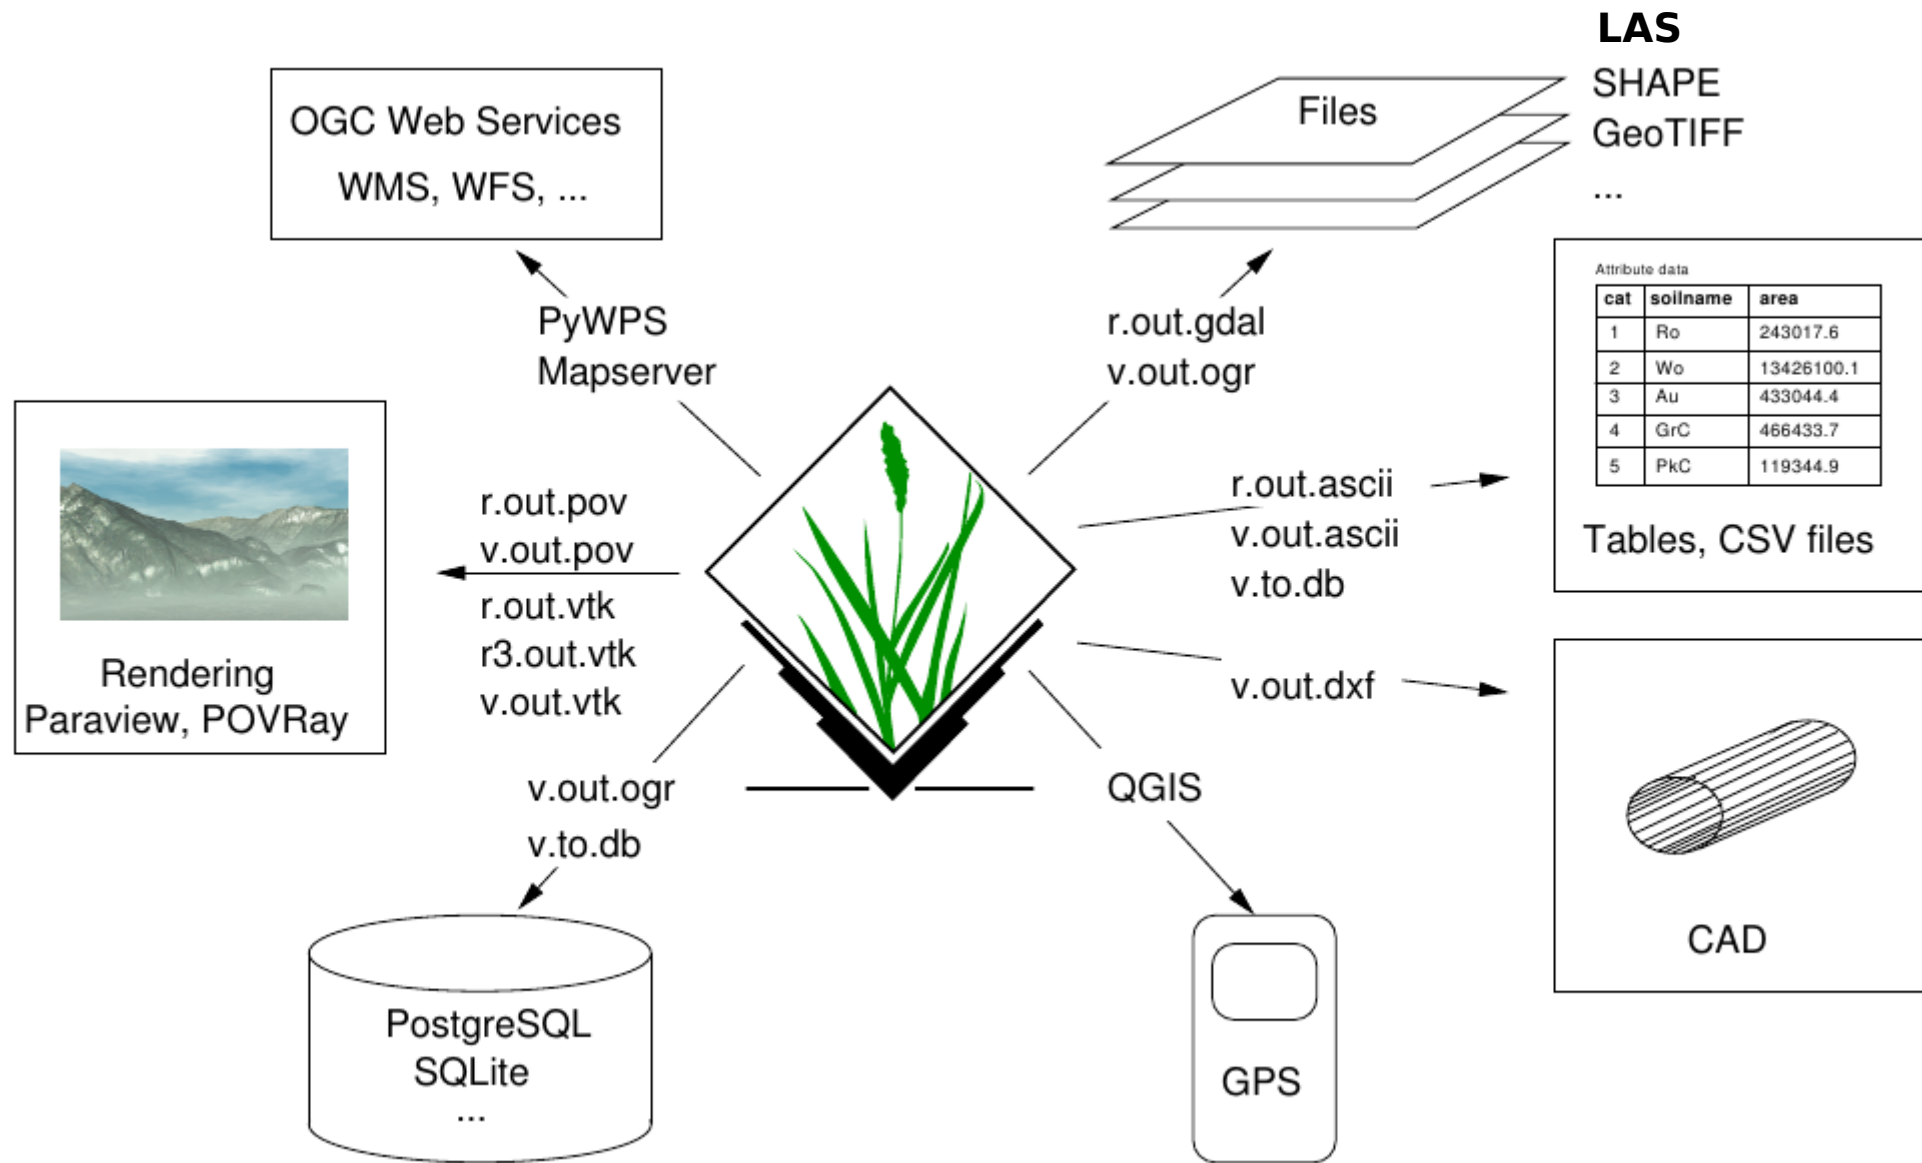 LAS
SHAPE
GeoTIFF
...
Files
OGC Web Services
WMS, WFS, ...
PyWPS
Mapserver
r.out.gdal
v.out.ogr
Attribute data
cat soilname area
1 Ro 243017.6
2 Wo 13426100.1
3 Au 433044.4
4 GrC 466433.7
5 PkC 119344.9
Tables, CSV files
r.out.ascii
v.out.ascii
v.to.db
r.out.pov
v.out.pov
r.out.vtk
r3.out.vtk
v.out.vtk
Rendering
Paraview, POVRay
v.out.dxf
CAD
v.out.ogr
v.to.db
QGIS
PostgreSQL
SQLite
...
GPS